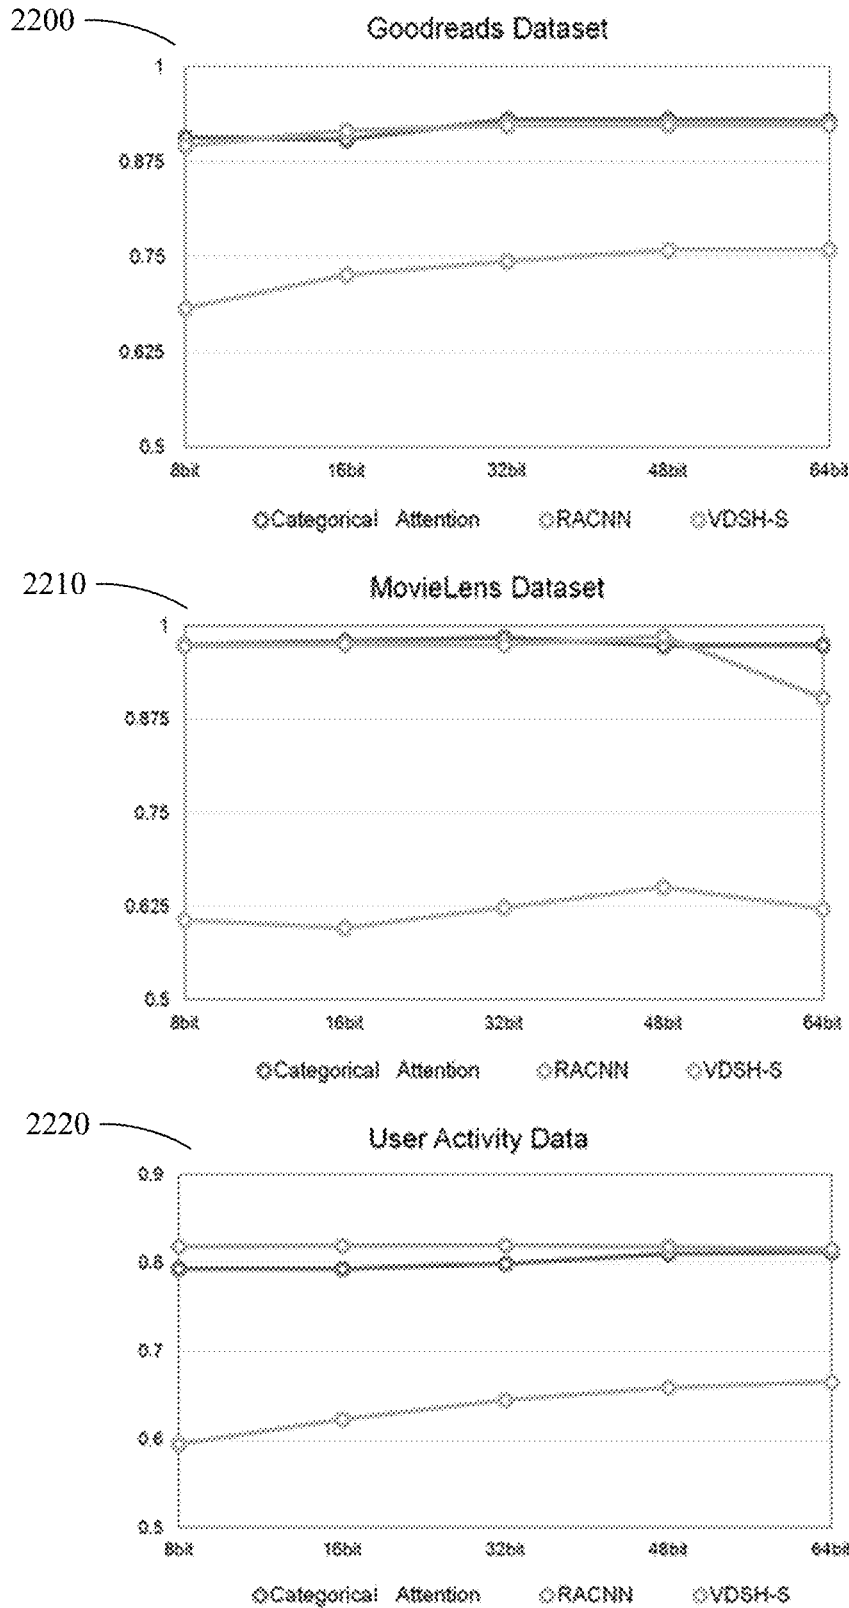 2200
Goodreads Dataset
1
0.875
0.75
0.625
0.5
8bit 16bit 32bit 48bit 64bit
Categorical Attention RACNN VDSH-S
2210
MovieLens Dataset
1
0.875
0.75
0.625
0.5
8bit 16bit 32bit 48bit 64bit
Categorical Attention RACNN VDSH-S
2220
User Activity Data
0.9
0.8
0.7
0.6
0.5
8bit 16bit 32bit 48bit 64bit
Categorical Attention RACNN VDSH-S